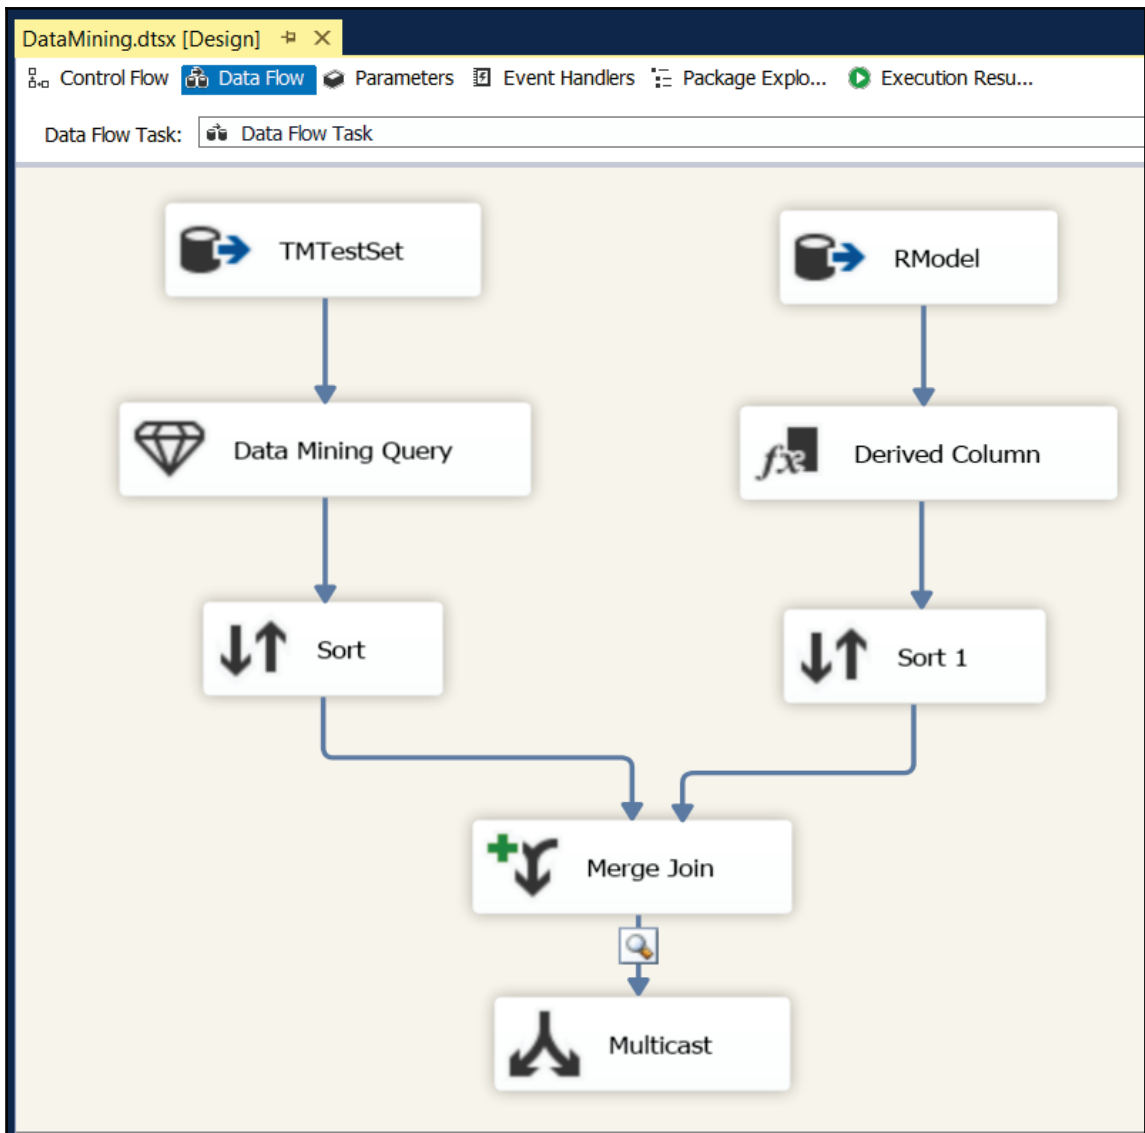 DataMining.dtsx [Design]
Control Flow Data Flow Parameters Event Handlers Package Explo... Execution Resu...
Data Flow Task: Data Flow Task
TMTestSet
RModel
Data Mining Query
Derived Column
Sort
Sort 1
Merge Join
Multicast